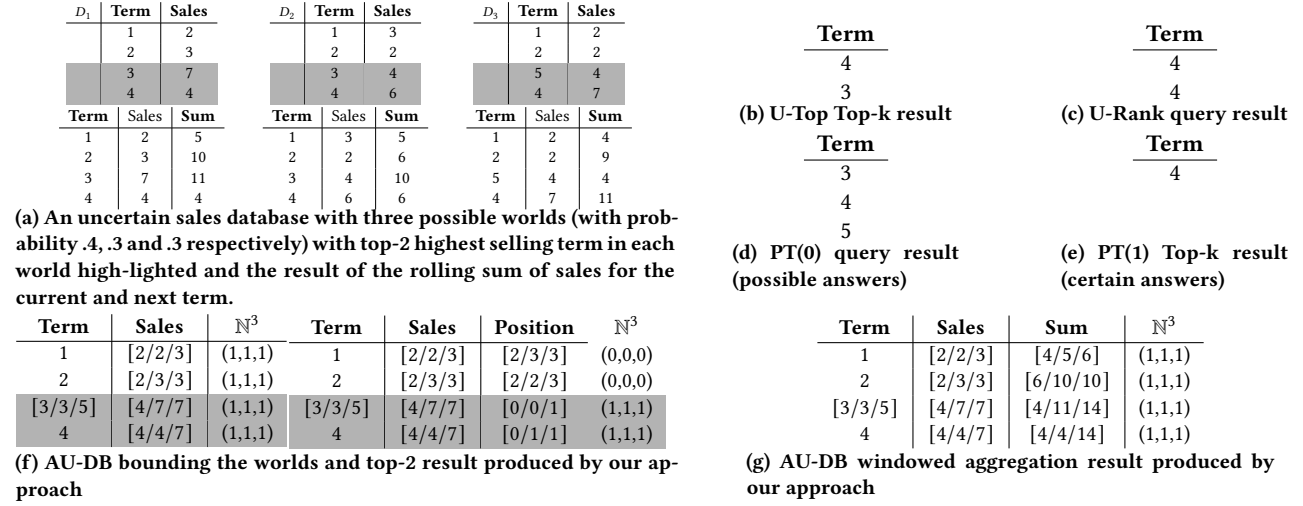 D1 Term Sales
1 2
2 3
3 7
4 4
D2 Term Sales
1 3
2 2
3 4
4 6
D3 Term Sales
1 2
2 2
5 4
4 7
Term Sales Sum
1 2 5
2 3 10
3 7 11
4 4 4
Term Sales Sum
1 3 5
2 2 6
3 4 10
4 6 6
Term Sales Sum
1 2 4
2 2 9
5 4 4
4 7 11
(a) An uncertain sales database with three possible worlds (with prob-
ability .4, .3 and .3 respectively) with top-2 highest selling term in each
world high-lighted and the result of the rolling sum of sales for the
current and next term.
Term
4
3
(b) U-Top Top-k result
Term
4
4
(c) U-Rank query result
Term
3
4
5
(d) PT(0) query result
(possible answers)
Term
4
(e) PT(1) Top-k result
(certain answers)
Term Sales ℕ³
1 [2/2/3] (1,1,1)
2 [2/3/3] (1,1,1)
[3/3/5] [4/7/7] (1,1,1)
4 [4/4/7] (1,1,1)
Term Sales Position ℕ³
1 [2/2/3] [2/3/3] (0,0,0)
2 [2/3/3] [2/2/3] (0,0,0)
[3/3/5] [4/7/7] [0/0/1] (1,1,1)
4 [4/4/7] [0/1/1] (1,1,1)
(f) AU-DB bounding the worlds and top-2 result produced by our ap-
proach
Term Sales Sum ℕ³
1 [2/2/3] [4/5/6] (1,1,1)
2 [2/3/3] [6/10/10] (1,1,1)
[3/3/5] [4/7/7] [4/11/14] (1,1,1)
4 [4/4/7] [4/4/14] (1,1,1)
(g) AU-DB windowed aggregation result produced by
our approach